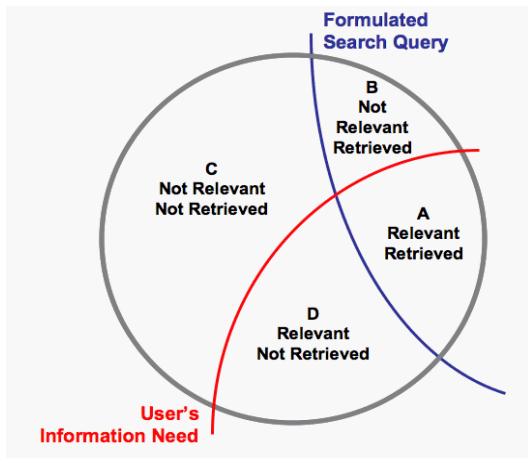 Formulated
Search Query
B
Not
Relevant
Retrieved
C
Not Relevant
Not Retrieved
A
Relevant
Retrieved
D
Relevant
Not Retrieved
User's
Information Need